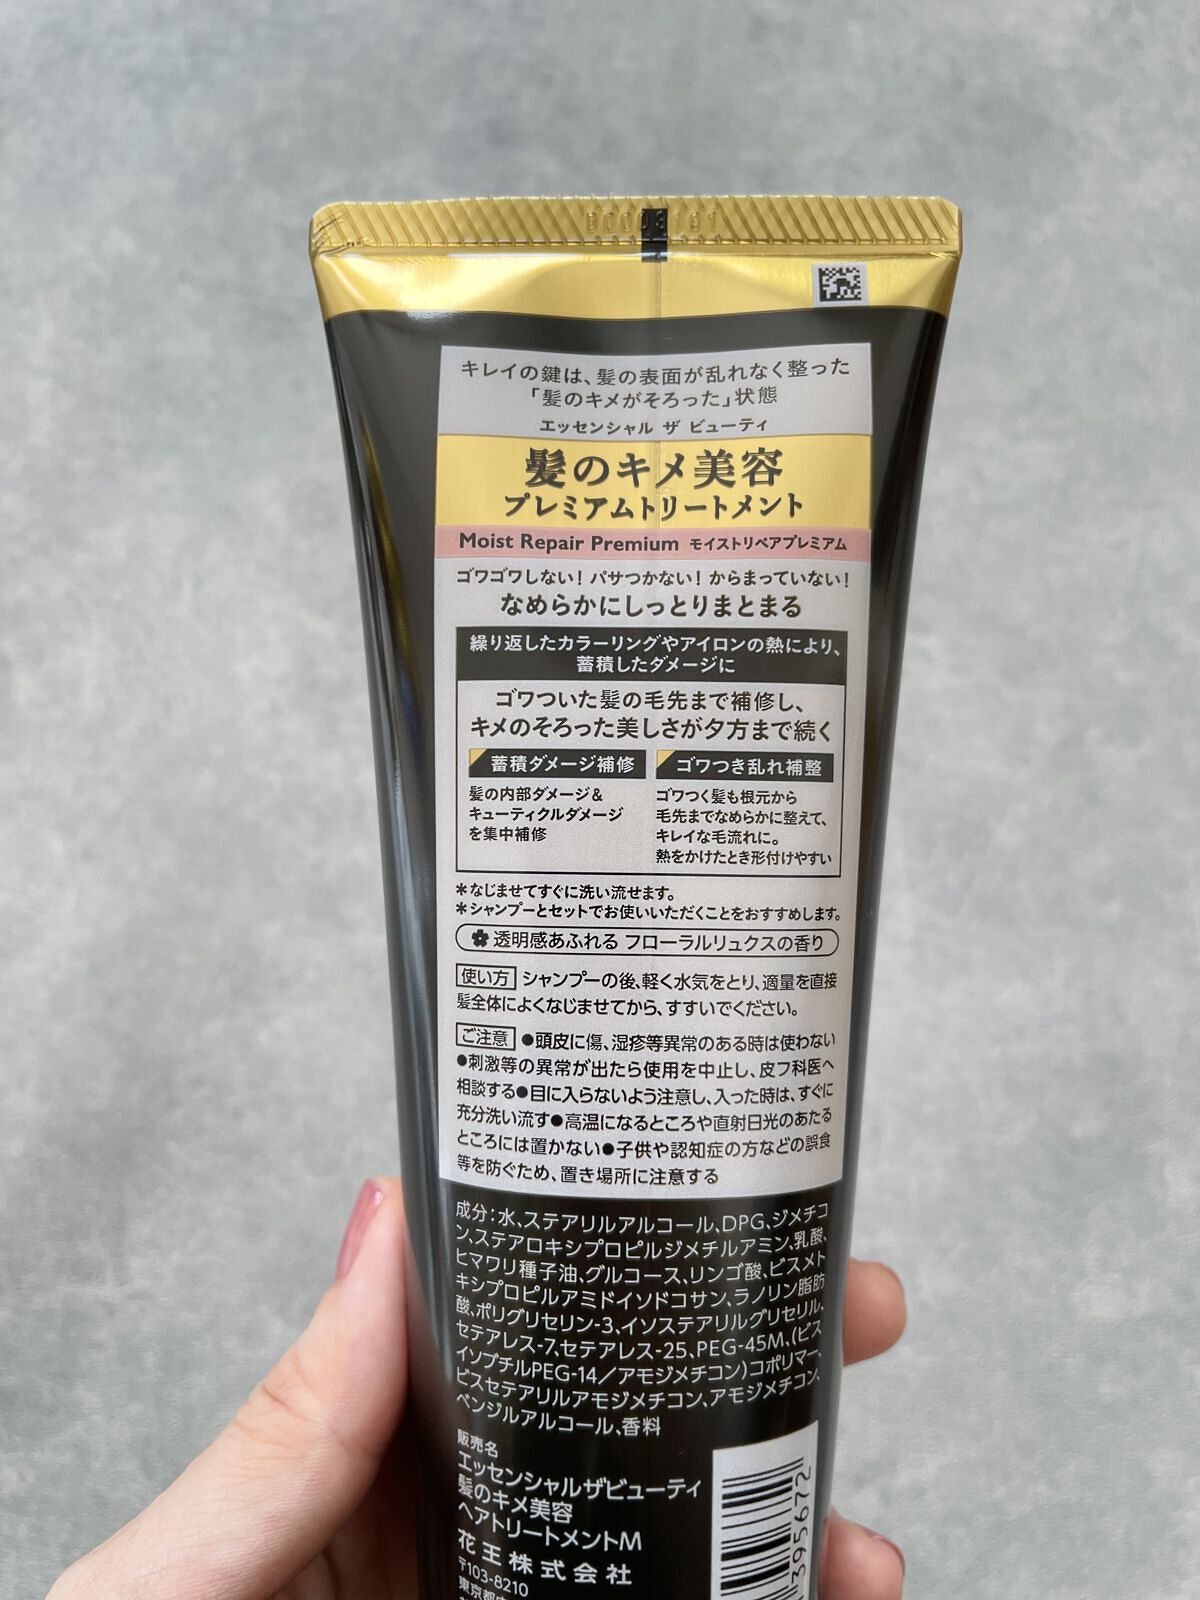 キレイの鍵は、髪の表面が乱れなく整った
「髪のキメがそろった」状態
エッセンシャル ザ ビューティ
髪のキメ美容
プレミアムトリートメント
Moist Repair Premium モイストリペアプレミアム
ゴワゴワしない! パサつかない! からまっていない!
なめらかにしっとりまとまる
繰り返したカラーリングやアイロンの熱により、
蓄積したダメージに
ゴワついた髪の毛先まで補修し、
キメのそろった美しさが夕方まで続く
蓄積ダメージ補修
髪の内部ダメージ&
キューティクルダメージ
を集中補修
ゴワつき乱れ補整
ゴワつく髪も根元から
毛先までなめらかに整えて、
キレイな毛流れに。
熱をかけたとき形付けやすい
*なじませてすぐに洗い流せます。
*シャンプーとセットでお使いいただくことをおすすめします。
透明感あふれる フローラルリュクスの香り
使い方 シャンプーの後、軽く水気をとり、適量を直接
髪全体によくなじませてから、すすいでください。
ご注意 ●頭皮に傷、湿疹等異常のある時は使わない
●刺激等の異常が出たら使用を中止し、皮フ科医へ
相談する●目に入らないよう注意し、入った時は、すぐに
充分洗い流す●高温になるところや直射日光のあたる
ところには置かない●子供や認知症の方などの誤食
等を防ぐため、置き場所に注意する
成分:水、ステアリルアルコール、DPG、ジメチコ
ン、ステアロキシプロピルジメチルアミン、乳酸、
ヒマワリ種子油、グルコース、リンゴ酸、ビスメト
キシプロピルアミドイソドコサン、ラノリン脂肪
酸、ポリグリセリン-3、イソステアリルグリセリル、
セテアレス-7、セテアレス-25、PEG-45M、(ビス
イソブチルPEG-14/アモジメチコン)コポリマー、
ビスセテアリルアモジメチコン、アモジメチコン、
ベンジルアルコール、香料
販売名
エッセンシャルザビューティ
髪のキメ美容
ヘアトリートメントM
花王株式会社
〒103-8210
東京都
395672